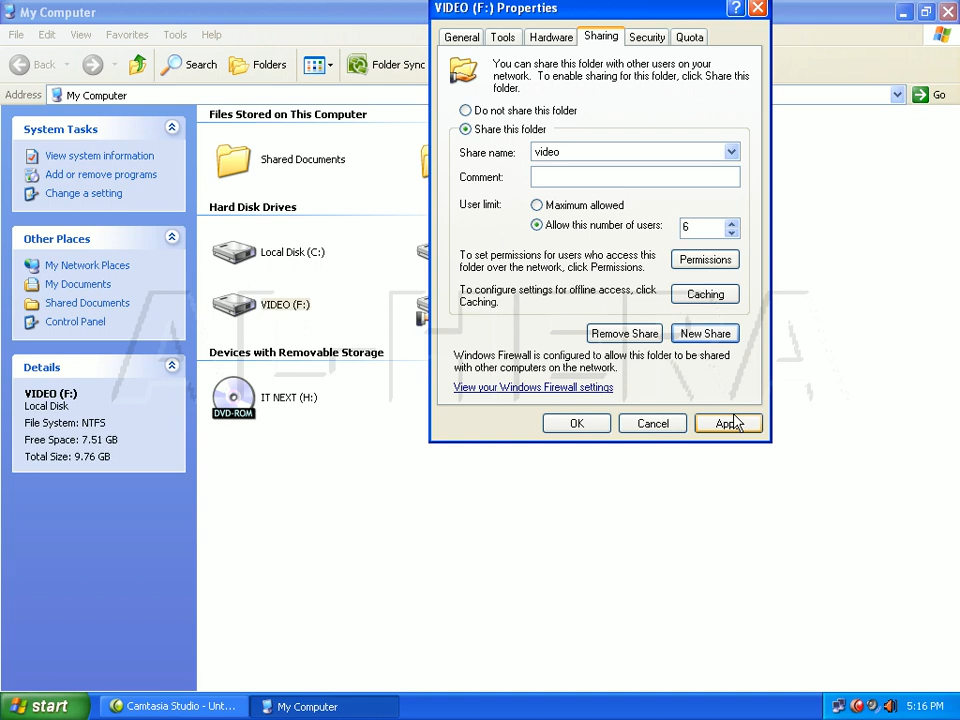 My Computer
File Edit View Favorites Tools Help
Back Search Folders Folder Sync
Address My Computer Go
System Tasks
View system information
Add or remove programs
Change a setting
Other Places
My Network Places
My Documents
Shared Documents
Control Panel
Details
VIDEO (F:)
Local Disk
File System: NTFS
Free Space: 7.51 GB
Total Size: 9.76 GB
Files Stored on This Computer
Shared Documents
Hard Disk Drives
Local Disk (C:)
VIDEO (F:)
Devices with Removable Storage
DVD-ROM
IT NEXT (H:)
VIDEO (F:) Properties
General Tools Hardware Sharing Security Quota
You can share this folder with other users on your
network. To enable sharing for this folder, click Share this
folder.
Do not share this folder
Share this folder
Share name: video
Comment:
User limit: Maximum allowed
Allow this number of users: 6
To set permissions for users who access this
folder over the network, click Permissions.
Permissions
To configure settings for offline access, click
Caching.
Caching
Remove Share New Share
Windows Firewall is configured to allow this folder to be shared
with other computers on the network.
View your Windows Firewall settings
OK Cancel
start Camtasia Studio - Unt... My Computer 5:16 PM